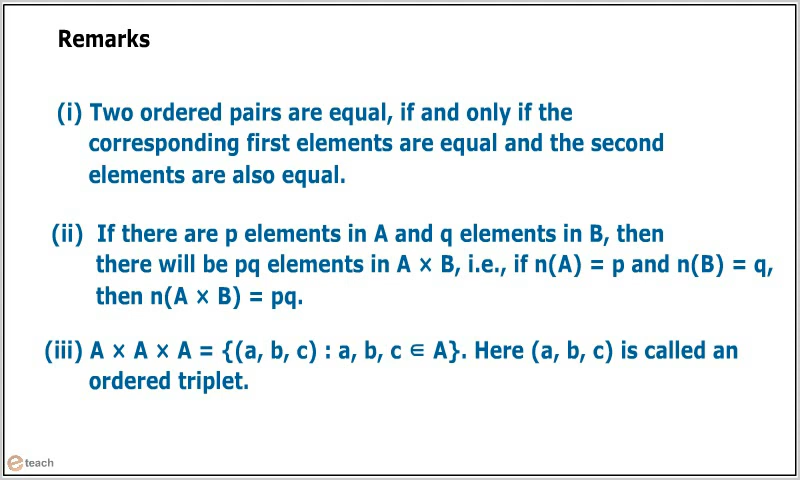 Remarks
(i) Two ordered pairs are equal, if and only if the
corresponding first elements are equal and the second
elements are also equal.
(ii) If there are p elements in A and q elements in B, then
there will be pq elements in A × B, i.e., if n(A) = p and n(B) = q,
then n(A × B) = pq.
(iii) A × A × A = {(a, b, c) : a, b, c ∈ A}. Here (a, b, c) is called an
ordered triplet.
e teach